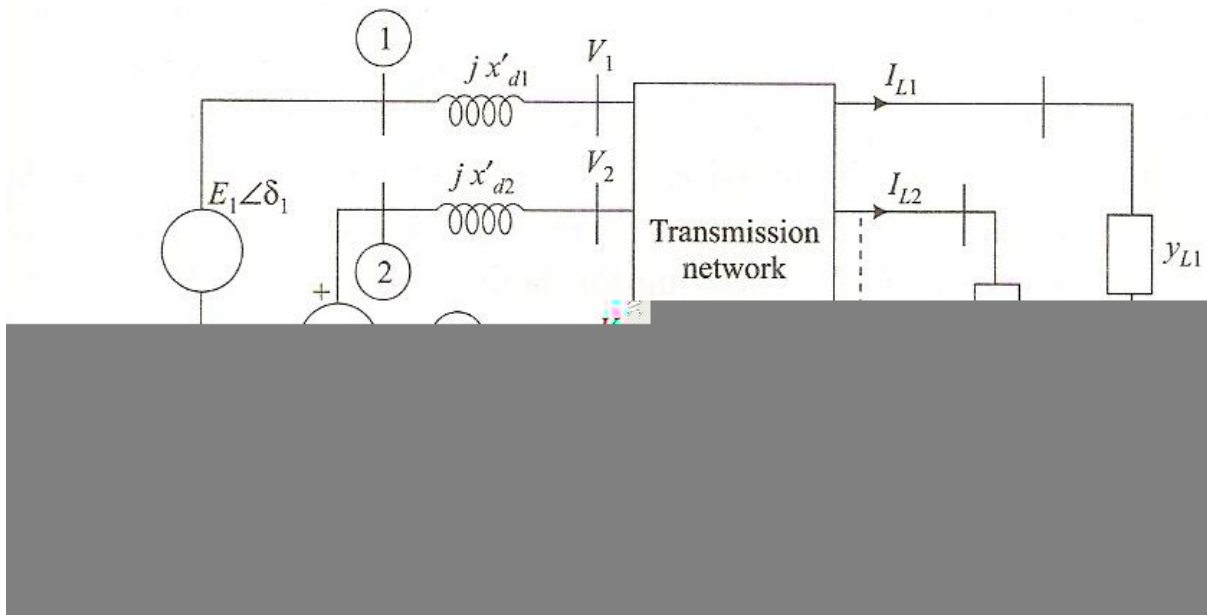 1
j x'd1
V1
IL1
E1∠δ1
j x'd2
V2
IL2
2
Transmission
network
yL1
+